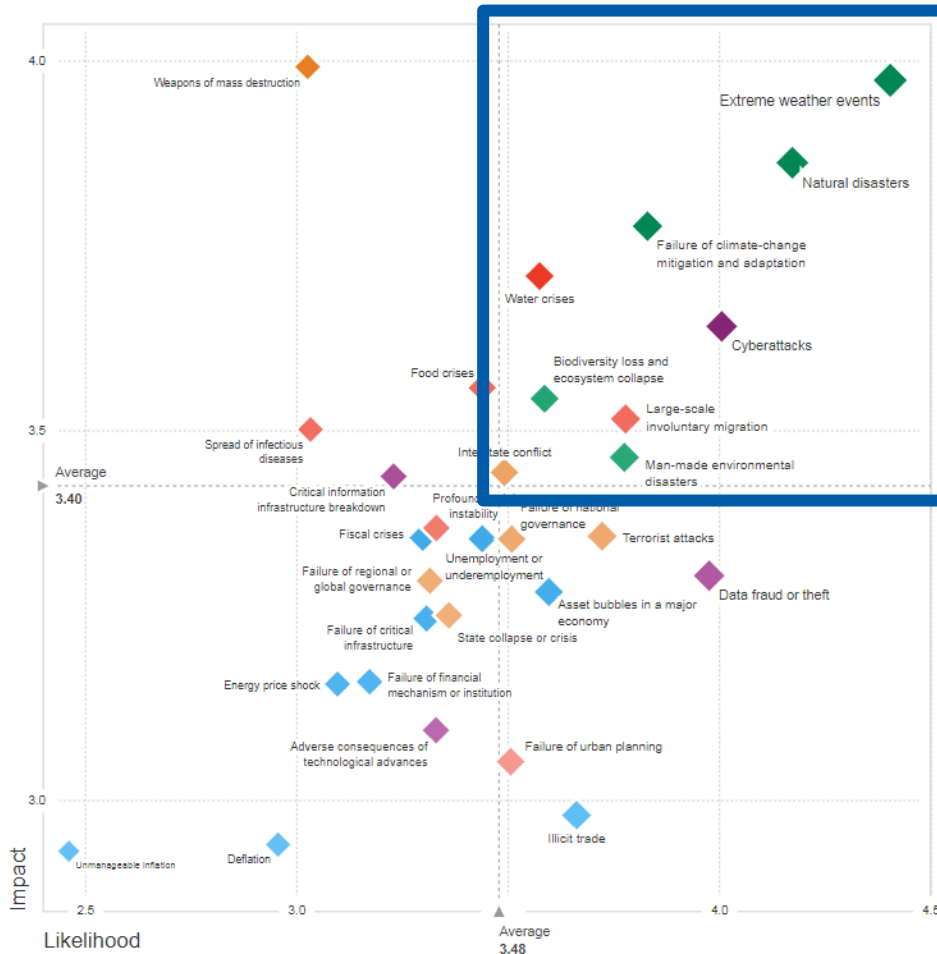 4.0
Weapons of mass destruction
Extreme weather events
Natural disasters
Failure of climate-change
mitigation and adaptation
Water crises
Cyberattacks
Food crises
Biodiversity loss and
ecosystem collapse
3.5
Large-scale
involuntary migration
Spread of infectious
diseases
Interstate conflict
Man-made environmental
disasters
Average
3.40
Critical information
infrastructure breakdown
Profound
instability
Failure of national
governance
Fiscal crises
Terrorist attacks
Unemployment or
underemployment
Failure of regional or
global governance
Data fraud or theft
Asset bubbles in a major
economy
Failure of critical
infrastructure
State collapse or crisis
Energy price shock
Failure of financial
mechanism or institution
Adverse consequences of
technological advances
Failure of urban planning
3.0
Illicit trade
Unmanageable inflation
Deflation
Impact
2.5
3.0
4.0
4.5
Likelihood
Average
3.48